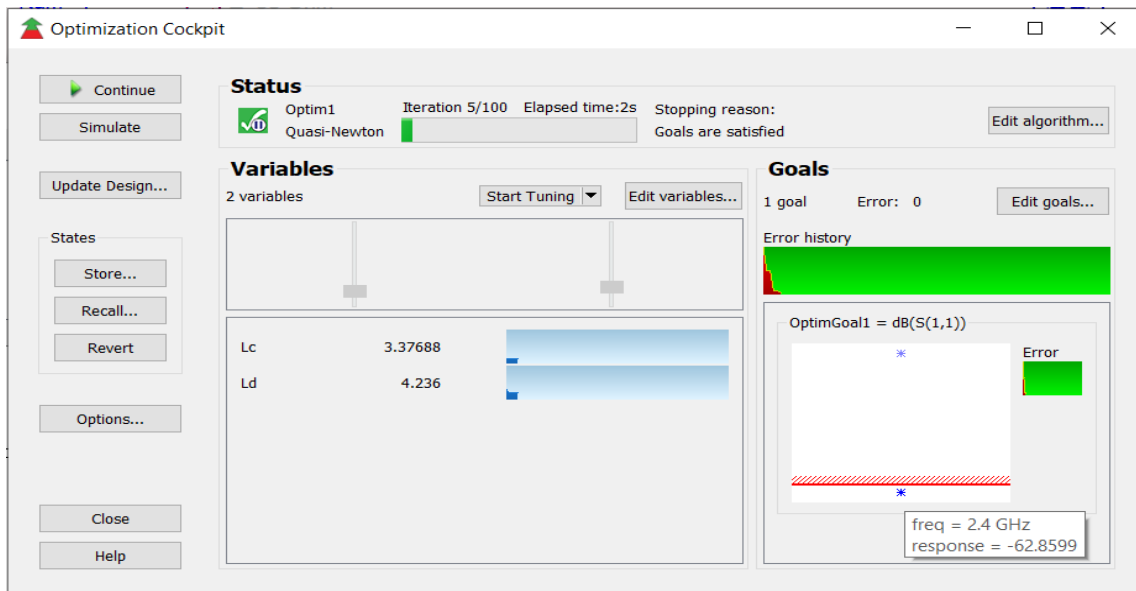 Optimization Cockpit
Continue
Simulate
Update Design...
States
Store...
Recall...
Revert
Options...
Close
Help
Status
Optim1
Quasi-Newton
Iteration 5/100 Elapsed time:2s
Stopping reason:
Goals are satisfied
Edit algorithm...
Variables
2 variables
Start Tuning
Edit variables...
Lc 3.37688
Ld 4.236
Goals
1 goal Error: 0
Edit goals...
Error history
OptimGoal1 = dB(S(1,1))
Error
freq = 2.4 GHz
response = -62.8599